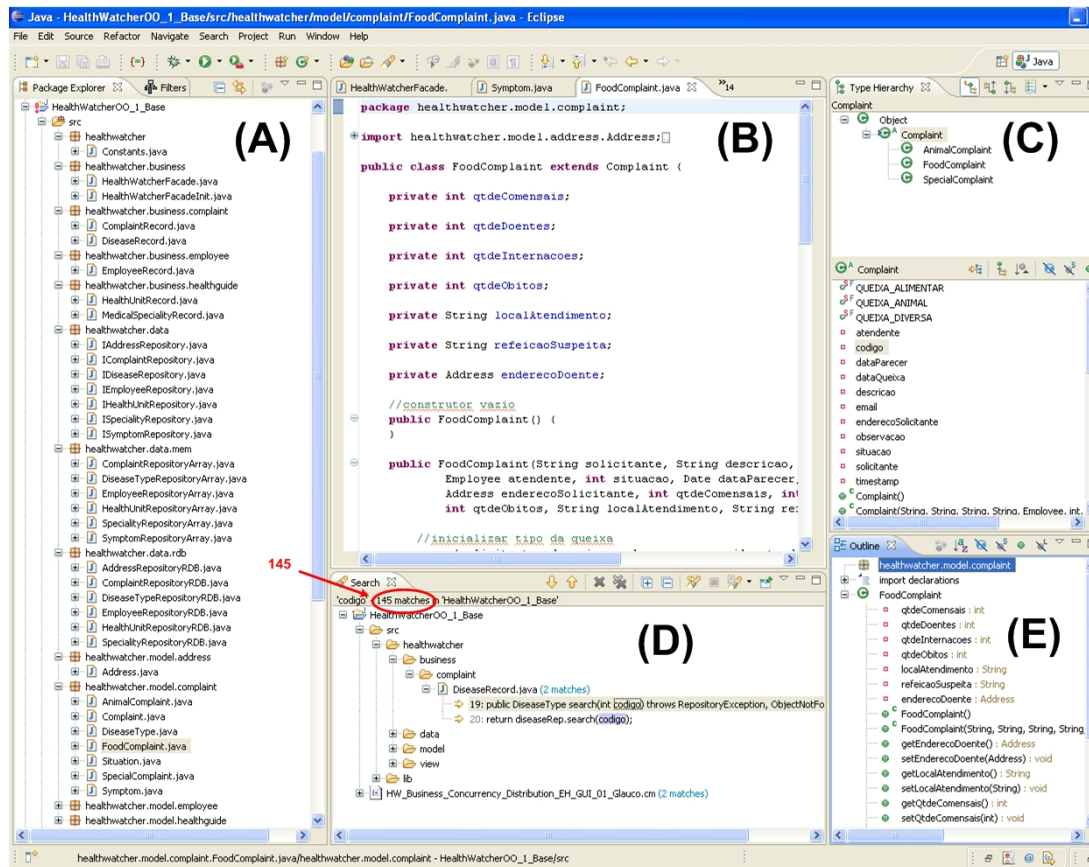 Java - HealthWatcherOO_1_Base/src/healthwatcher/model/complaint/FoodComplaint.java - Eclipse
File Edit Source Refactor Navigate Search Project Run Window Help
Java
Package Explorer
Filters
HealthWatcherOO_1_Base
src
healthwatcher
Constants.java
healthwatcher.business
HealthWatcherFacade.java
HealthWatcherFacadeInit.java
healthwatcher.business.complaint
ComplaintRecord.java
DiseaseRecord.java
healthwatcher.business.employee
EmployeeRecord.java
healthwatcher.business.healthguide
HealthUnitRecord.java
MedicalSpecialityRecord.java
healthwatcher.data
IAddressRepository.java
IComplaintRepository.java
IDiseaseRepository.java
IEmployeeRepository.java
IHealthUnitRepository.java
ISpecialityRepository.java
ISymptomRepository.java
healthwatcher.data.mem
ComplaintRepositoryArray.java
DiseaseTypeRepositoryArray.java
EmployeeRepositoryArray.java
HealthUnitRepositoryArray.java
SpecialityRepositoryArray.java
SymptomRepositoryArray.java
healthwatcher.data.rdb
AddressRepositoryRDB.java
ComplaintRepositoryRDB.java
DiseaseTypeRepositoryRDB.java
EmployeeRepositoryRDB.java
HealthUnitRepositoryRDB.java
SpecialityRepositoryRDB.java
healthwatcher.model.address
Address.java
healthwatcher.model.complaint
AnimalComplaint.java
Complaint.java
DiseaseType.java
FoodComplaint.java
Situation.java
SpecialComplaint.java
Symptom.java
healthwatcher.model.employee
healthwatcher.model.healthguide
(A)
HealthWatcherFacade.
Symptom.java
FoodComplaint.java
»14
package healthwatcher.model.complaint;
import healthwatcher.model.address.Address;
public class FoodComplaint extends Complaint {
private int qtdeComensais;
private int qtdeDoentes;
private int qtdeInternacoes;
private int qtdeObitos;
private String localAtendimento;
private String refeicaoSuspeita;
private Address enderecoDoente;
//construtor vazio
public FoodComplaint() {
}
public FoodComplaint(String solicitante, String descricao,
Employee atendente, int situacao, Date dataParecer,
Address enderecoSolicitante, int qtdeComensais, int
int qtdeObitos, String localAtendimento, String re
//inicializar tipo da queixa
(B)
Type Hierarchy
Complaint
Object
Complaint
AnimalComplaint
FoodComplaint
SpecialComplaint
(C)
Complaint
QUEIXA_ALIMENTAR
QUEIXA_ANIMAL
QUEIXA_DIVERSA
atendente
codigo
dataParecer
dataQueixa
descricao
email
enderecoSolicitante
observacao
situacao
solicitante
timestamp
Complaint()
Complaint(String, String, String, String, Employee, int,
145
Search
'codigo' - 145 matches in 'HealthWatcherOO_1_Base'
HealthWatcherOO_1_Base
src
healthwatcher
business
complaint
DiseaseRecord.java (2 matches)
19: public DiseaseType search(int codigo) throws RepositoryException, ObjectNotFo
20: return diseaseRep.search(codigo);
data
model
view
lib
HW_Business_Concurrency_Distribution_EH_GUI_01_Glauco.cm (2 matches)
(D)
Outline
healthwatcher.model.complaint
import declarations
FoodComplaint
qtdeComensais : int
qtdeDoentes : int
qtdeInternacoes : int
qtdeObitos : int
localAtendimento : String
refeicaoSuspeita : String
enderecoDoente : Address
FoodComplaint()
FoodComplaint(String, String, String, String,
getEnderecoDoente() : Address
setEnderecoDoente(Address) : void
getLocalAtendimento() : String
setLocalAtendimento(String) : void
getQtdeComensais() : int
setQtdeComensais(int) : void
(E)
healthwatcher.model.complaint.FoodComplaint.java/healthwatcher.model.complaint - HealthWatcherOO_1_Base/src